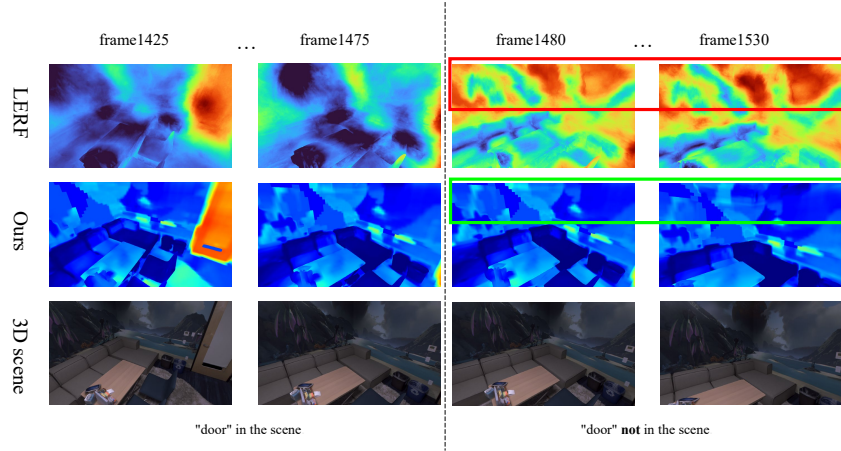 frame1425 ... frame1475 frame1480 ... frame1530
LERF
Ours
3D scene
"door" in the scene "door" not in the scene